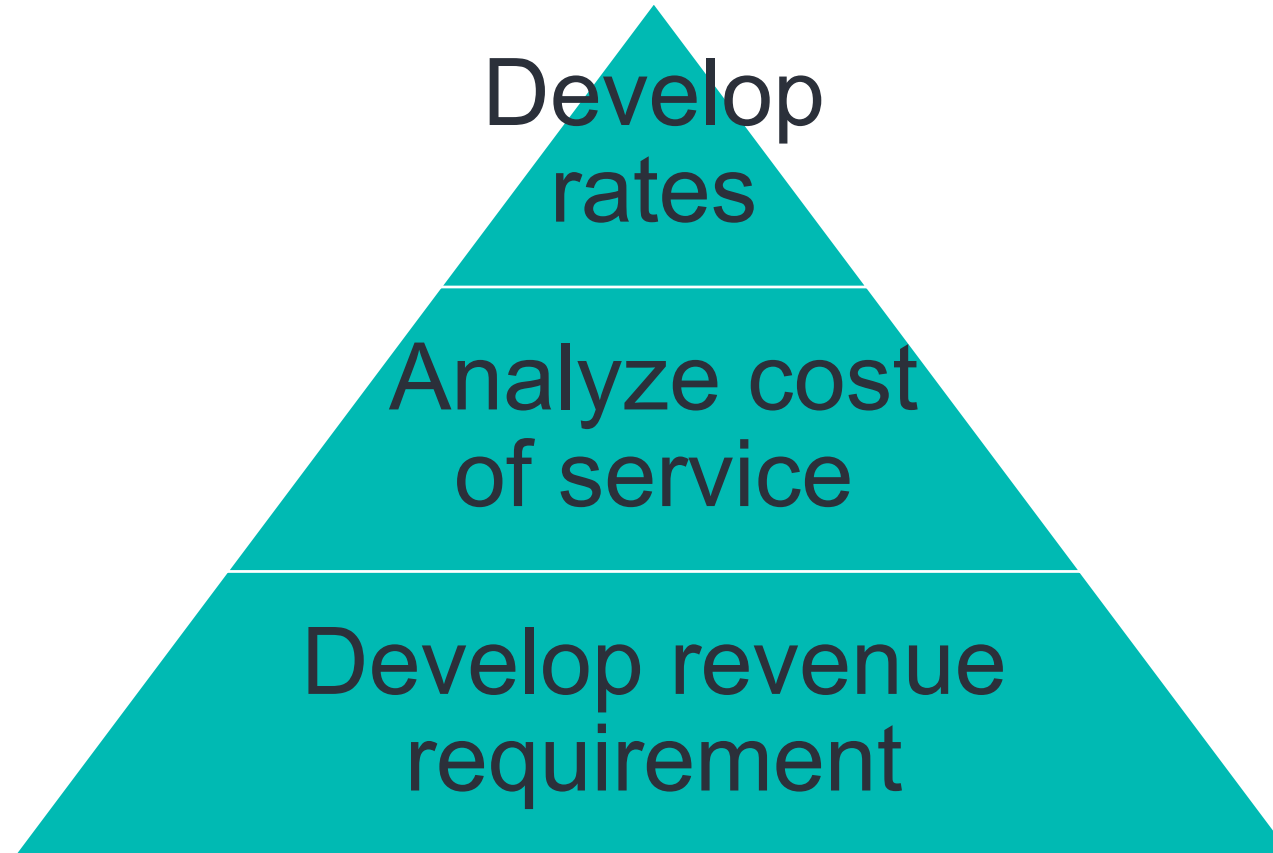 Develop
rates
Analyze cost
of service
Develop revenue
requirement